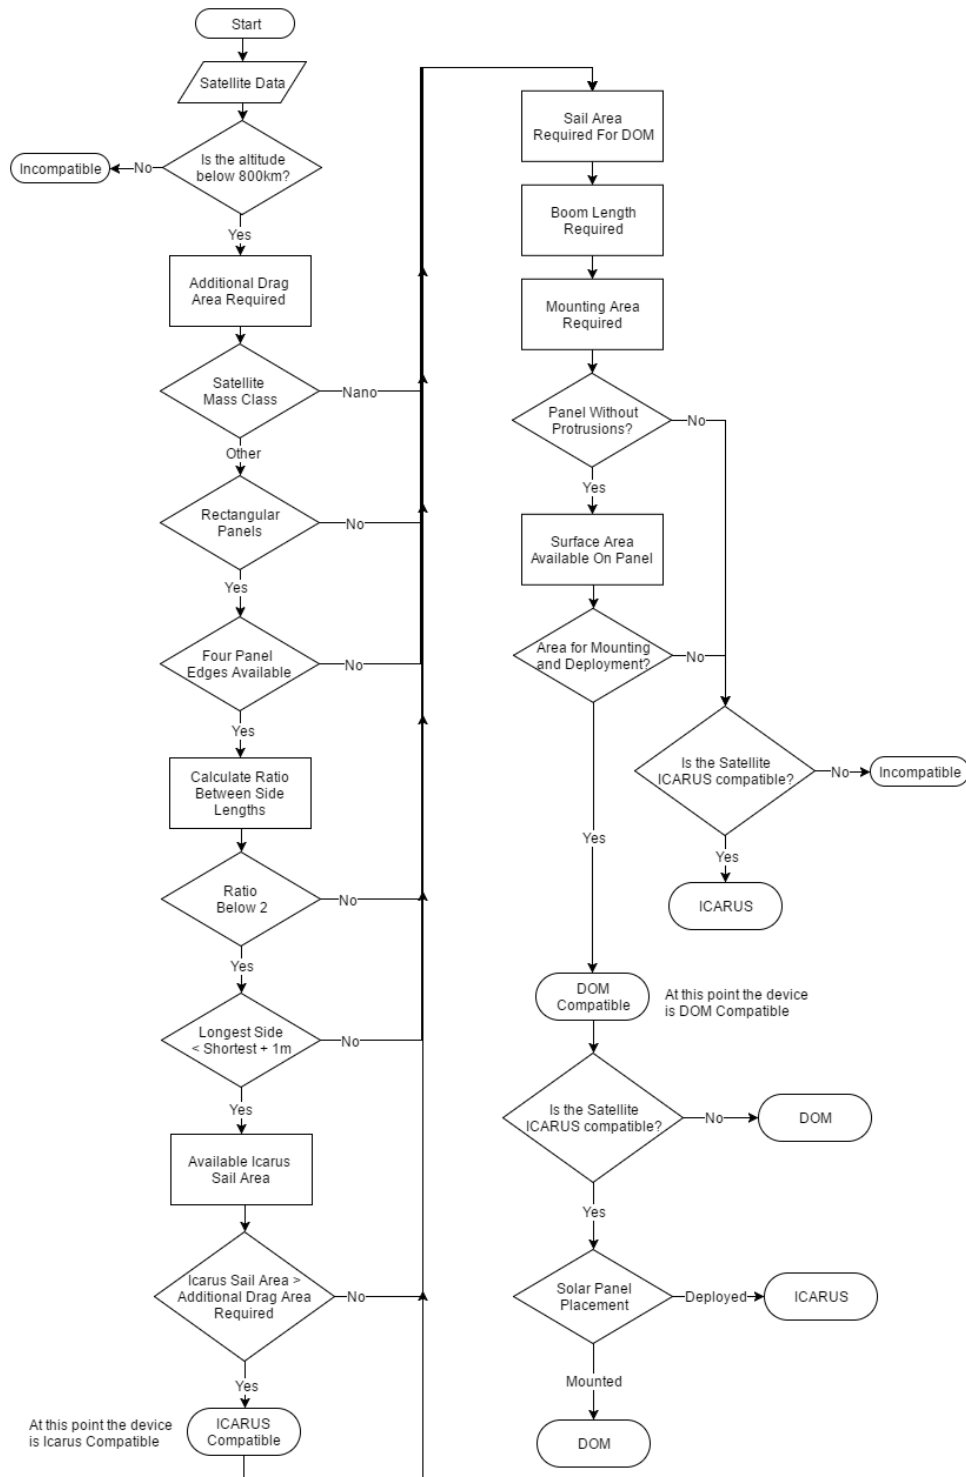 Start
Satellite Data
Is the altitude
below 800km?
No
Incompatible
Yes
Additional Drag
Area Required
Satellite
Mass Class
Nano
Other
Rectangular
Panels
No
Yes
Four Panel
Edges Available
No
Yes
Calculate Ratio
Between Side
Lengths
Ratio
Below 2
No
Yes
Longest Side
< Shortest + 1m
No
Yes
Available Icarus
Sail Area
Icarus Sail Area >
Additional Drag Area
Required
No
Yes
At this point the device
is Icarus Compatible
ICARUS
Compatible
Sail Area
Required For DOM
Boom Length
Required
Mounting Area
Required
Panel Without
Protrusions?
No
Yes
Surface Area
Available On Panel
Area for Mounting
and Deployment?
No
Is the Satellite
ICARUS compatible?
No
Incompatible
Yes
ICARUS
Yes
DOM
Compatible
At this point the device
is DOM Compatible
Is the Satellite
ICARUS compatible?
No
DOM
Yes
Solar Panel
Placement
Deployed
ICARUS
Mounted
DOM